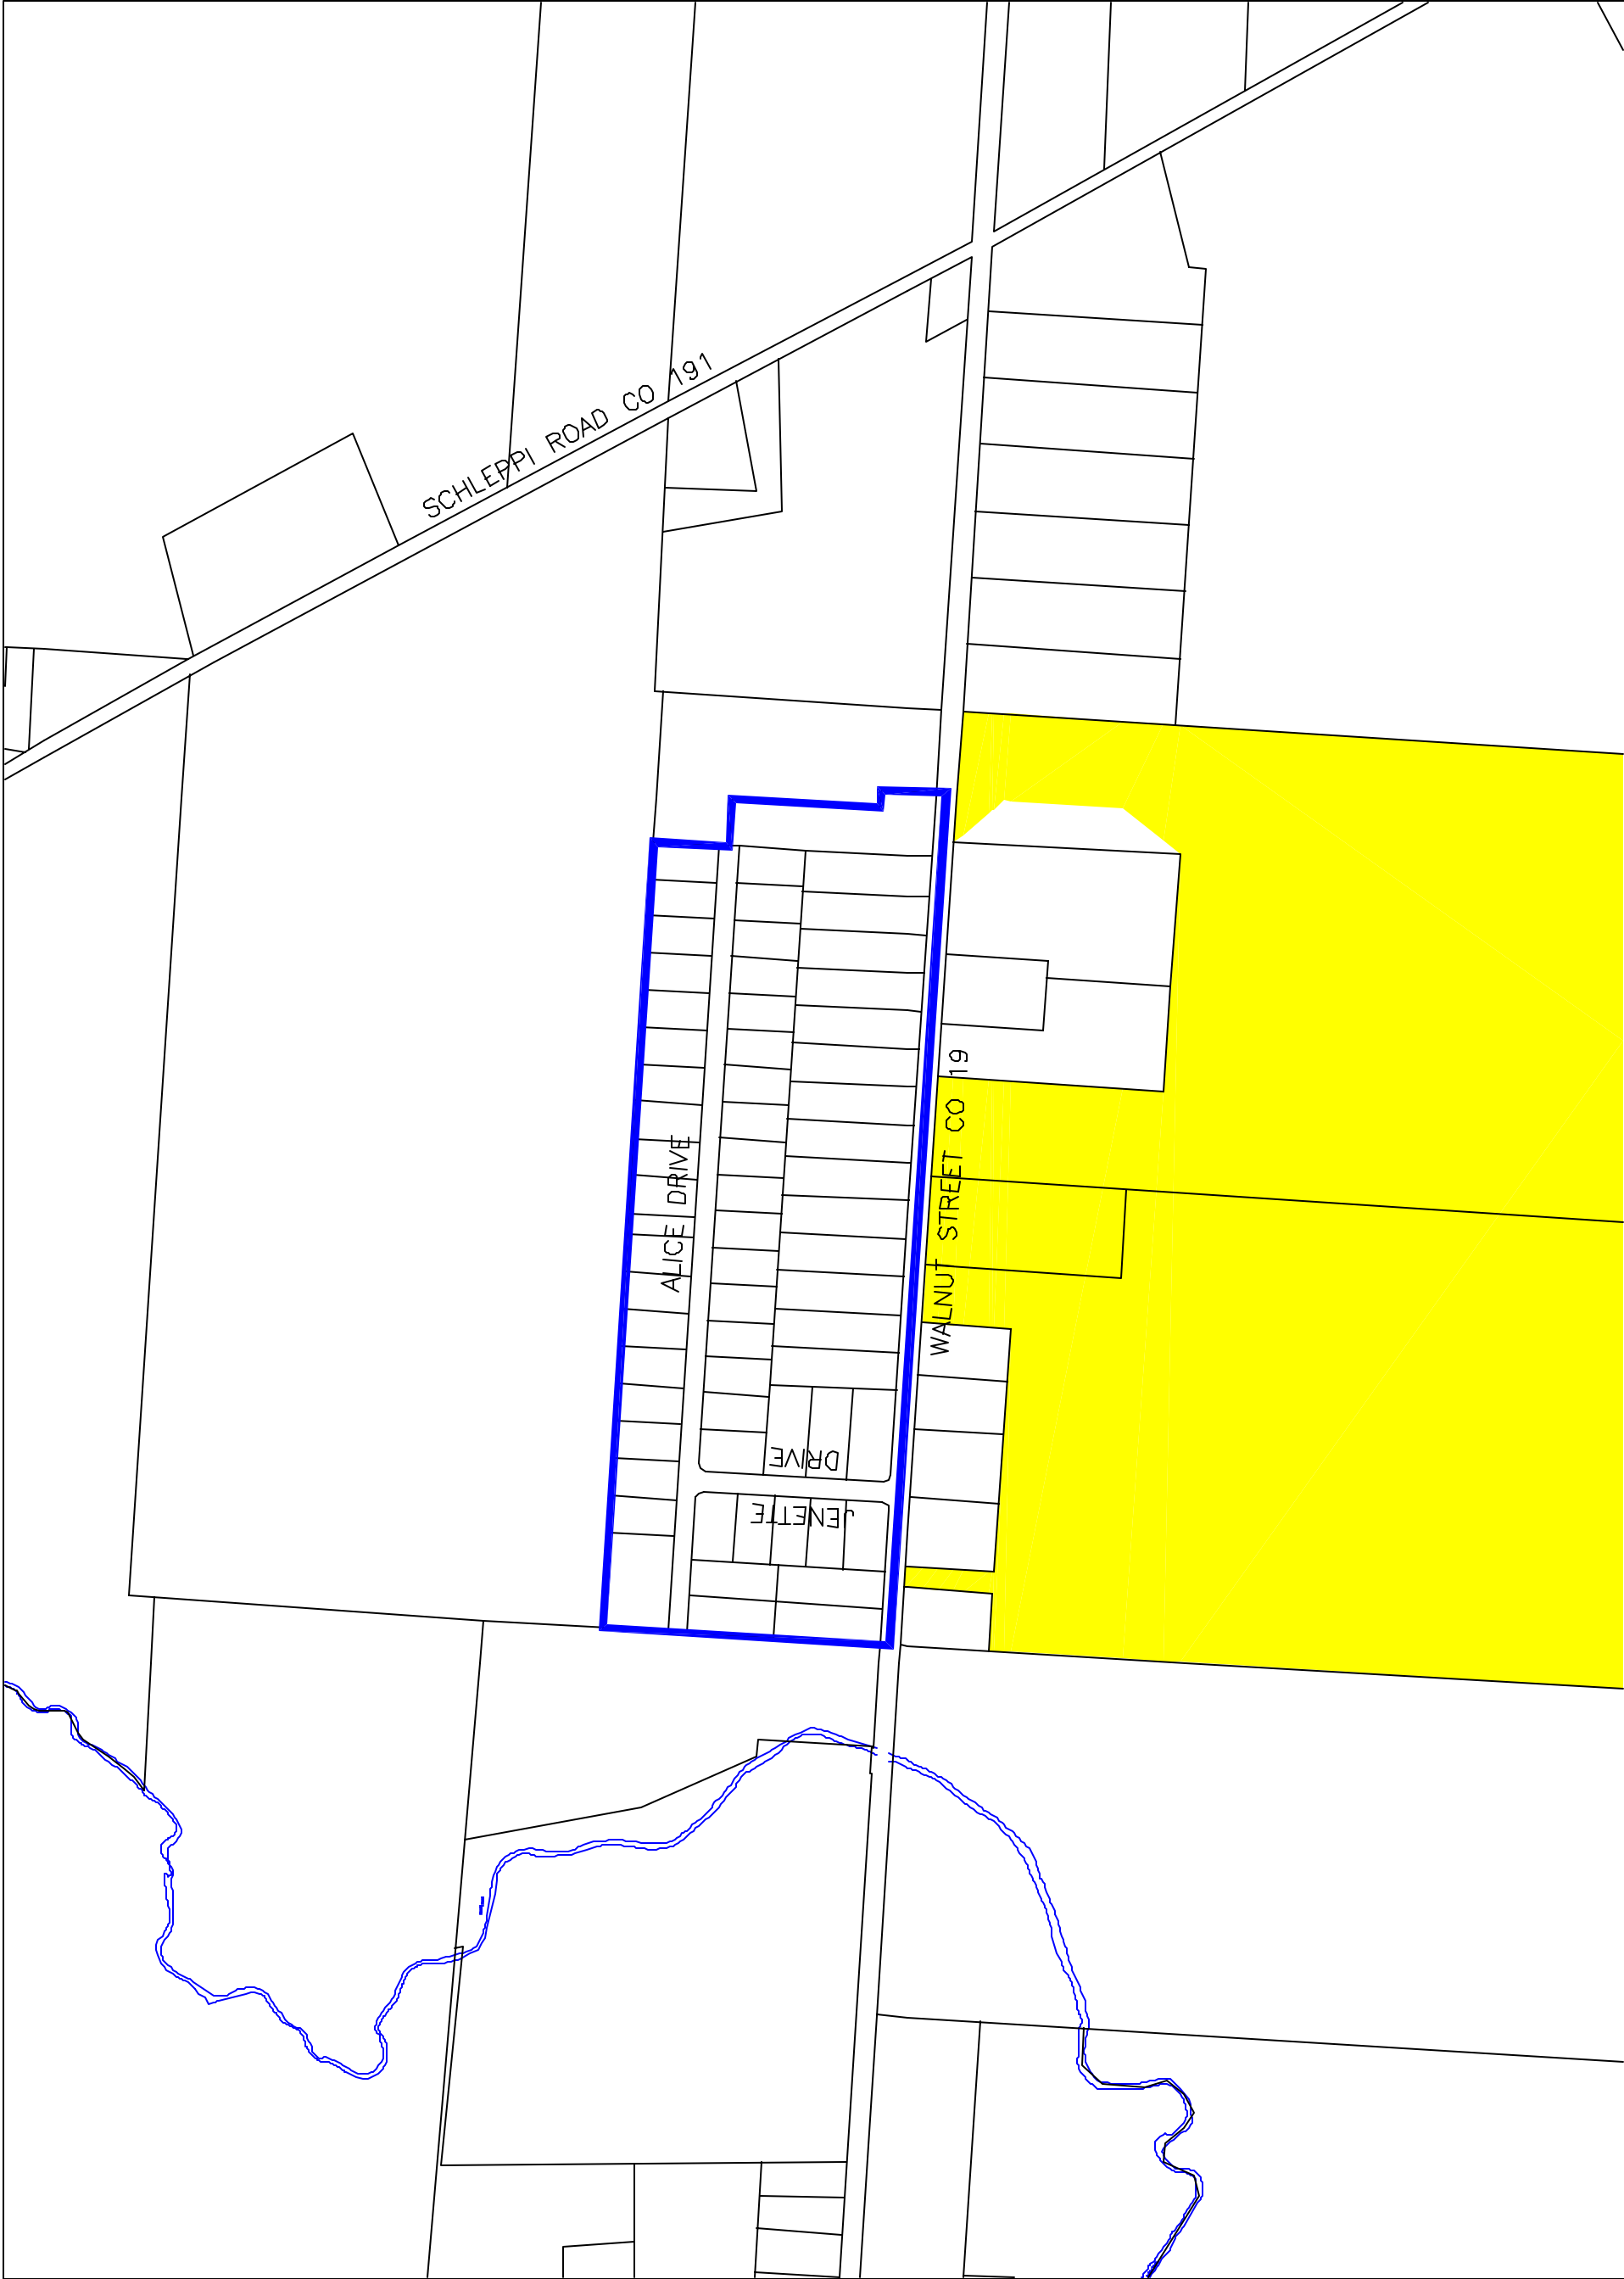 SCHLEPPI ROAD CO 191
WALNUT STREET CO 19
ALICE DRIVE
JENETTE
DRIVE